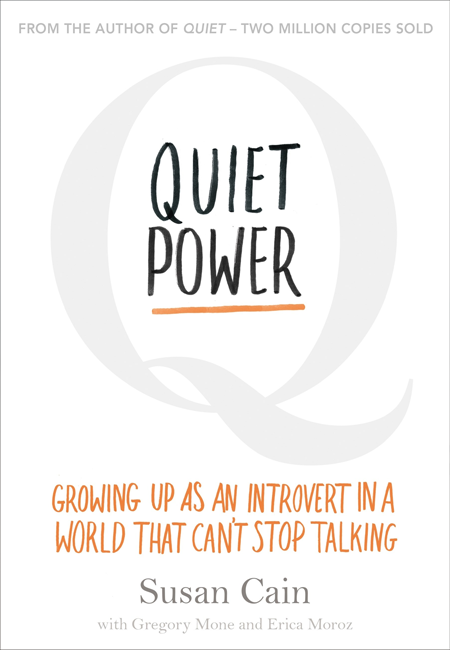 FROM THE AUTHOR OF QUIET – TWO MILLION COPIES SOLD
Q
QUIET
POWER
GROWING UP AS AN INTROVERT IN A
WORLD THAT CAN'T STOP TALKING
Susan Cain
with Gregory Mone and Erica Moroz